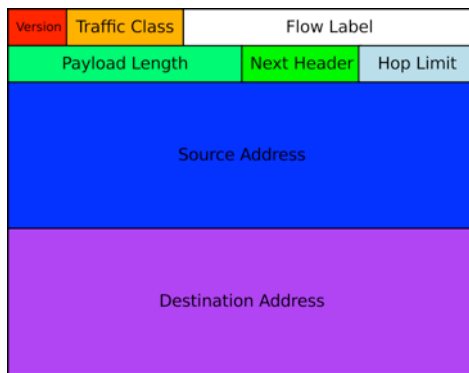 Version Traffic Class Flow Label
Payload Length Next Header Hop Limit
Source Address
Destination Address